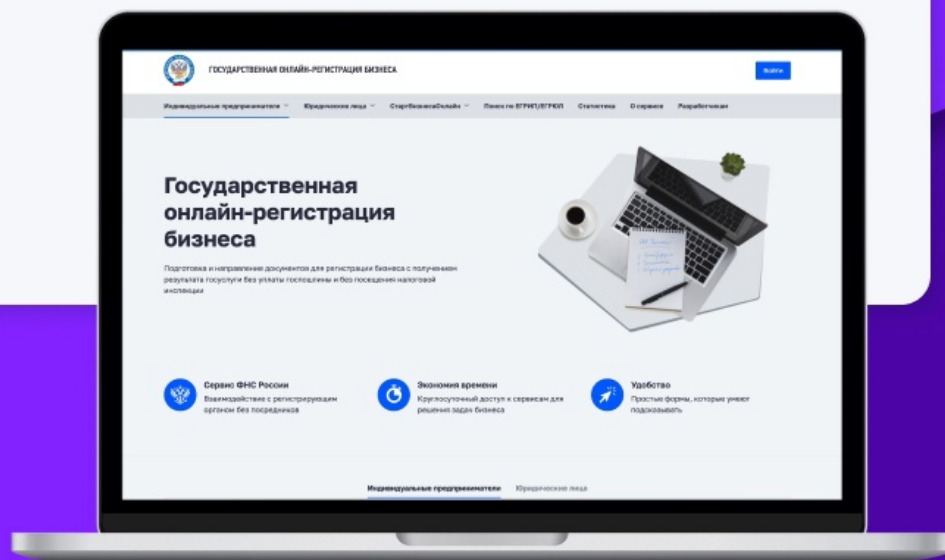 ГОСУДАРСТВЕННАЯ ОНЛАЙН-РЕГИСТРАЦИЯ БИЗНЕСА
Войти
Индивидуальные предприниматели
Юридические лица
СтартБизнесаОнлайн
Поиск по ЕГРИП/ЕГРЮЛ
Статистика
О сервисе
Разработчикам
Государственная
онлайн-регистрация
бизнеса
Подготовка и направление документов для регистрации бизнеса с получением
результата госуслуги без уплаты госпошлины и без посещения налоговой
инспекции
Сервис ФНС России
Взаимодействие с регистрирующим
органом без посредников
Экономия времени
Круглосуточный доступ к сервисам для
решения задач бизнеса
Удобство
Простые формы, которые умеют
подсказывать
Индивидуальные предприниматели
Юридические лица